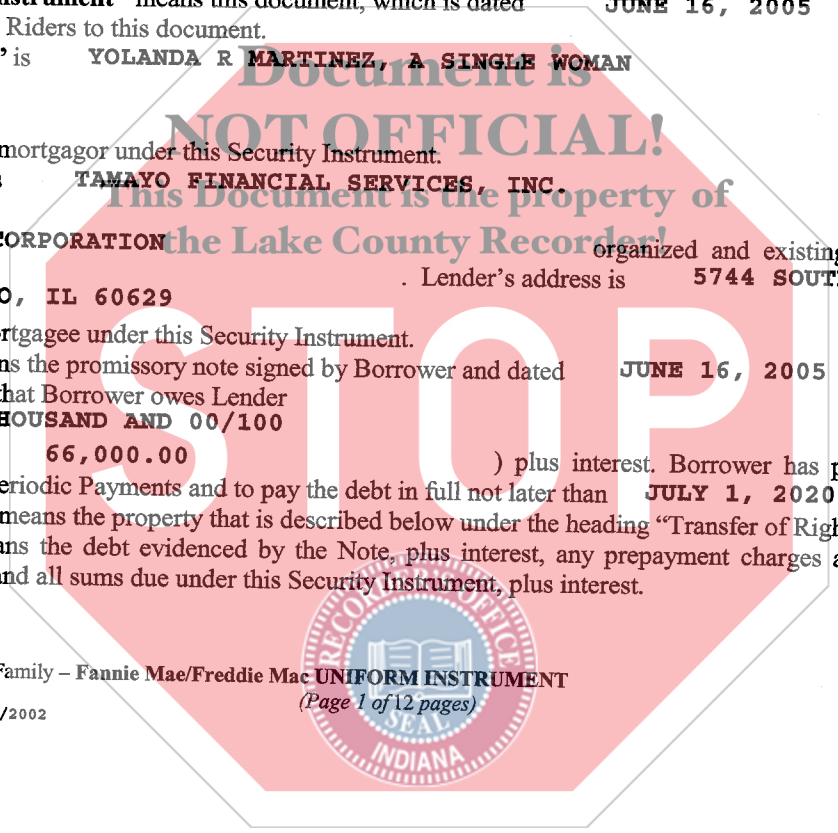 means this document, which is dated JUNE 16, 2005
Riders to this document.
" is YOLANDA R MARTINEZ, A SINGLE WOMAN
Document is
NOT OFFICIAL!
mortgagor under this Security Instrument.
TAMAYO FINANCIAL SERVICES, INC.
This Document is the property of
the Lake County Recorder!
CORPORATION organized and existing
. Lender's address is 5744 SOUT
O, IL 60629
STOP
rtgagee under this Security Instrument.
ns the promissory note signed by Borrower and dated JUNE 16, 2005
that Borrower owes Lender
HOUSAND AND 00/100
66,000.00 ) plus interest. Borrower has p
eriodic Payments and to pay the debt in full not later than JULY 1, 2020
means the property that is described below under the heading “Transfer of Righ
ans the debt evidenced by the Note, plus interest, any prepayment charges a
nd all sums due under this Security Instrument, plus interest.
RECORDER'S OFFICE
SEAL
INDIANA
Family – Fannie Mae/Freddie Mac UNIFORM INSTRUMENT
(Page 1 of 12 pages)
/2002